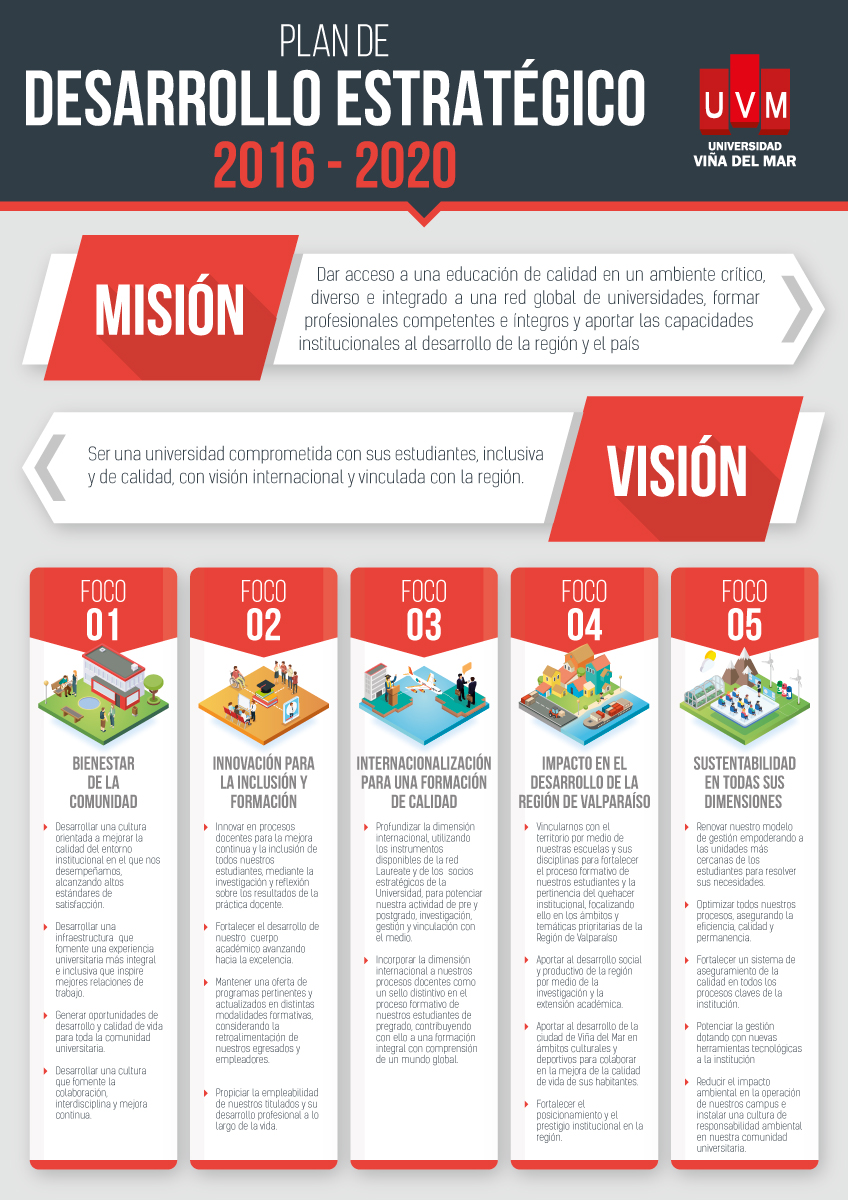 PLAN DE
DESARROLLO ESTRATÉGICO
2016 - 2020
UVM
UNIVERSIDAD
VIÑA DEL MAR
MISIÓN
Dar acceso a una educación de calidad en un ambiente crítico,
diverso e integrado a una red global de universidades, formar
profesionales competentes e íntegros y aportar las capacidades
institucionales al desarrollo de la región y el país
Ser una universidad comprometida con sus estudiantes, inclusiva
y de calidad, con visión internacional y vinculada con la región.
VISIÓN
FOCO
01
BIENESTAR
DE LA
COMUNIDAD
Desarrollar una cultura
orientada a mejorar la
calidad del entorno
institucional en el que nos
desempeñamos,
alcanzando altos
estándares de
satisfacción.
Desarrollar una
infraestructura que
fomente una experiencia
universitaria más integral
e inclusiva que inspire
mejores relaciones de
trabajo.
Generar oportunidades de
desarrollo y calidad de vida
para toda la comunidad
universitaria.
Desarrollar una cultura
que fomente la
colaboración,
interdisciplina y mejora
continua.
FOCO
02
INNOVACIÓN PARA
LA INCLUSIÓN Y
FORMACIÓN
Innovar en procesos
docentes para la mejora
continua y la inclusión de
todos nuestros
estudiantes, mediante la
investigación y reflexión
sobre los resultados de la
práctica docente.
Fortalecer el desarrollo de
nuestro cuerpo
académico avanzando
hacia la excelencia.
Mantener una oferta de
programas pertinentes y
actualizados en distintas
modalidades formativas,
considerando la
retroalimentación de
nuestros egresados y
empleadores.
Propiciar la empleabilidad
de nuestros titulados y su
desarrollo profesional a lo
largo de la vida.
FOCO
03
INTERNACIONALIZACIÓN
PARA UNA FORMACIÓN
DE CALIDAD
Profundizar la dimensión
internacional, utilizando
los instrumentos
disponibles de la red
Laureate y de los socios
estratégicos de la
Universidad, para potenciar
nuestra actividad de pre y
postgrado, investigación,
gestión y vinculación con
el medio.
Incorporar la dimensión
internacional a nuestros
procesos docentes como
un sello distintivo en el
proceso formativo de
nuestros estudiantes de
pregrado, contribuyendo
con ello a una formación
integral con comprensión
de un mundo global.
FOCO
04
IMPACTO EN EL
DESARROLLO DE LA
REGIÓN DE VALPARAÍSO
Vincularnos con el
territorio por medio de
nuestras escuelas y sus
disciplinas para fortalecer
el proceso formativo de
nuestros estudiantes y la
pertinencia del quehacer
institucional, focalizando
ello en los ámbitos y
temáticas prioritarias de la
Región de Valparaíso
Aportar al desarrollo social
y productivo de la región
por medio de la
investigación y la
extensión académica.
Aportar al desarrollo de la
ciudad de Viña del Mar en
ámbitos culturales y
deportivos para colaborar
en la mejora de la calidad
de vida de sus habitantes.
Fortalecer el
posicionamiento y el
prestigio institucional en la
región.
FOCO
05
SUSTENTABILIDAD
EN TODAS SUS
DIMENSIONES
Renovar nuestro modelo
de gestión empoderando a
las unidades más
cercanas de los
estudiantes para resolver
sus necesidades.
Optimizar todos nuestros
procesos, asegurando la
eficiencia, calidad y
permanencia.
Fortalecer un sistema de
aseguramiento de la
calidad en todos los
procesos claves de la
institución.
Potenciar la gestión
dotando con nuevas
herramientas tecnológicas
a la institución
Reducir el impacto
ambiental en la operación
de nuestros campus e
instalar una cultura de
responsabilidad ambiental
en nuestra comunidad
universitaria.